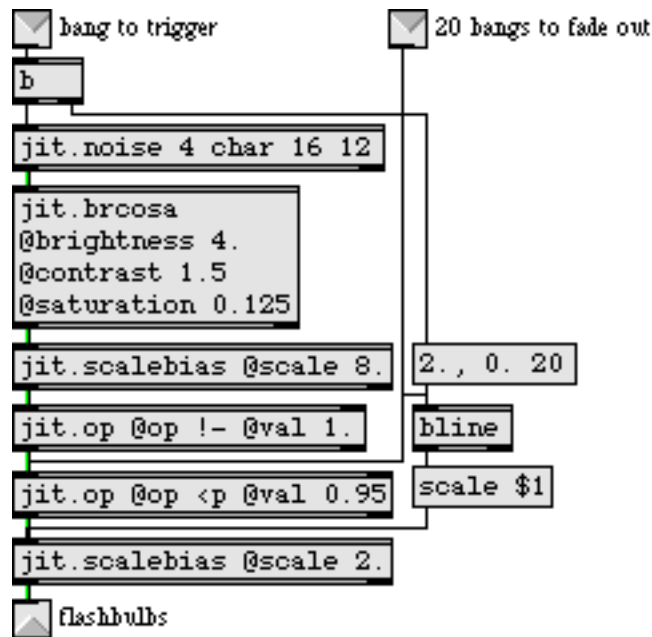 bang to trigger
20 bangs to fade out
b
jit.noise 4 char 16 12
jit.brcosa
@brightness 4.
@contrast 1.5
@saturation 0.125
jit.scalebias @scale 8.
2., 0. 20
jit.op @op !- @val 1.
bline
jit.op @op <p @val 0.95
scale $1
jit.scalebias @scale 2.
flashbulbs